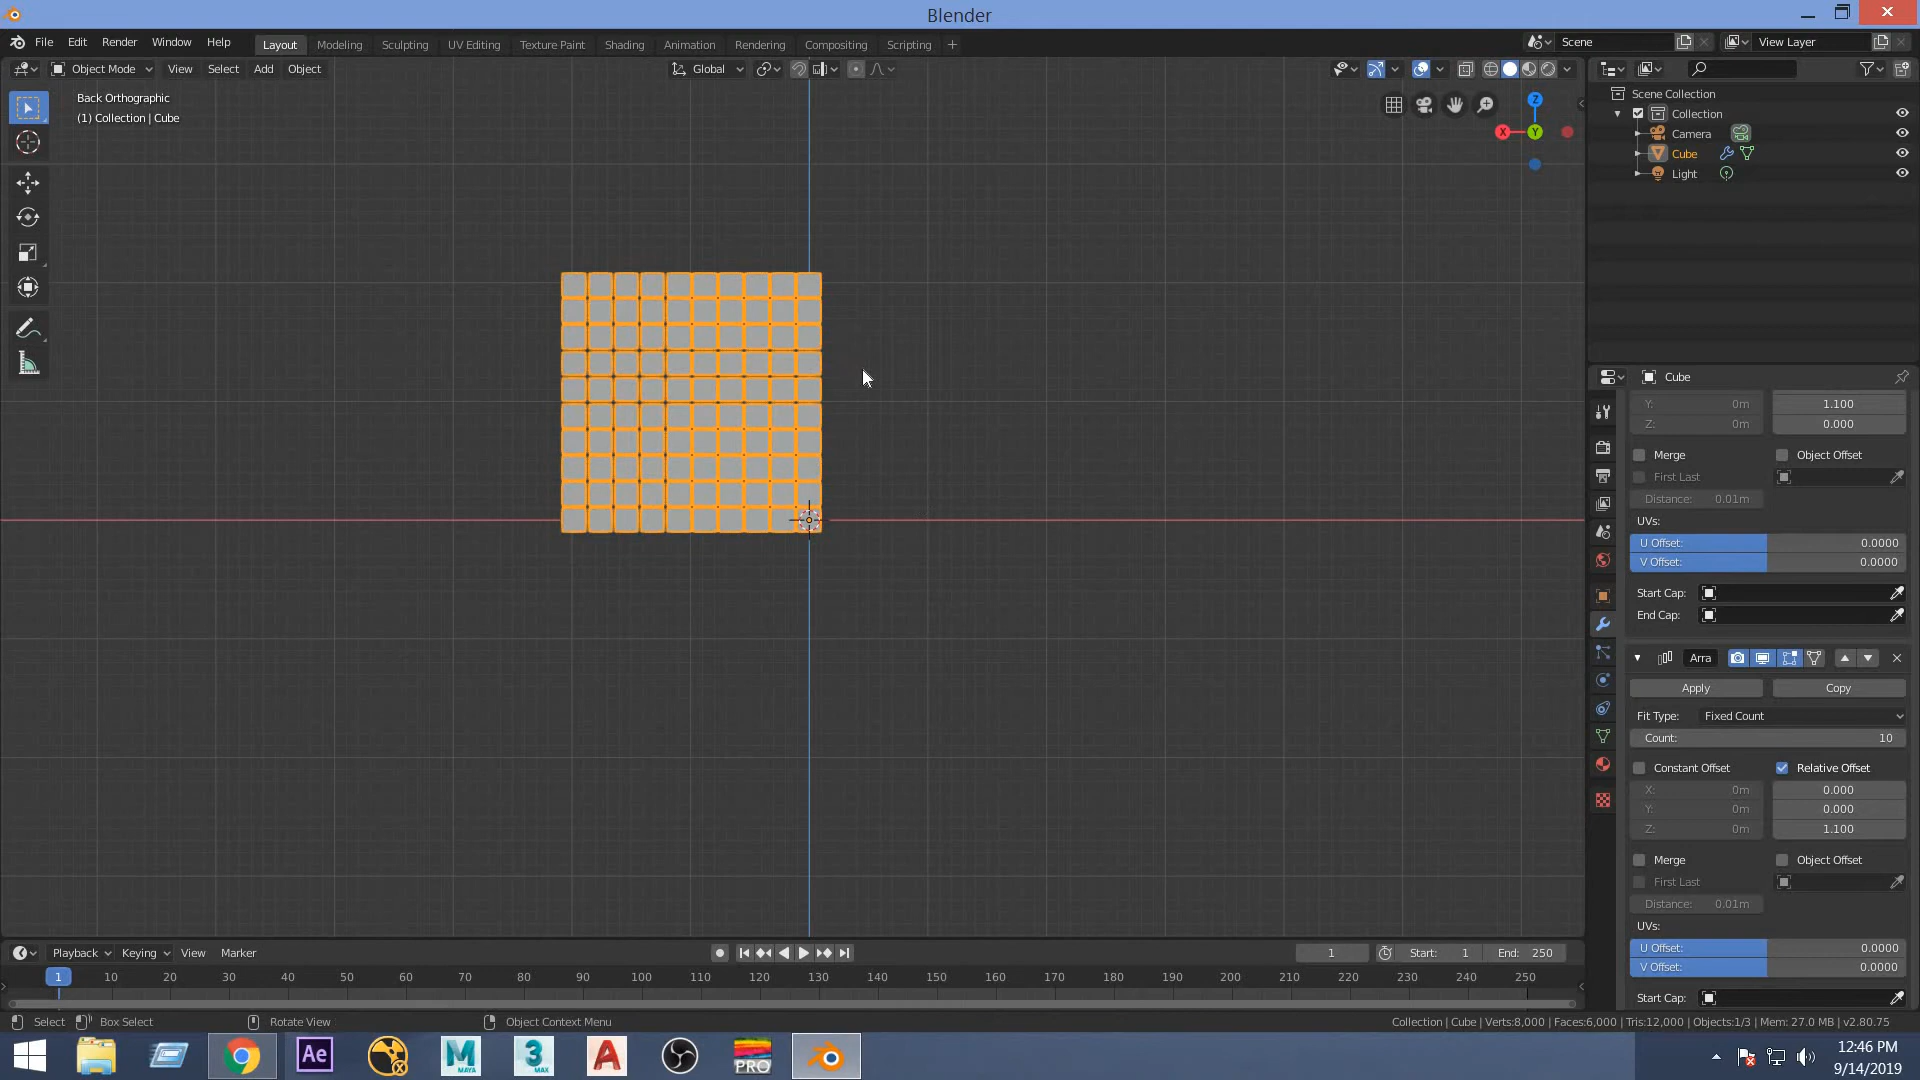 Blender
File Edit Render Window Help
Layout Modeling Sculpting UV Editing Texture Paint Shading Animation Rendering Compositing Scripting +
Scene
View Layer
Object Mode View Select Add Object
Global
Back Orthographic
(1) Collection | Cube
Z
X
Y
Scene Collection
Collection
Camera
Cube
Light
Cube
Y: 0m 1.100
Z: 0m 0.000
Merge Object Offset
First Last
Distance: 0.01m
UVs:
U Offset: 0.0000
V Offset: 0.0000
Start Cap:
End Cap:
Arra
Apply Copy
Fit Type: Fixed Count
Count: 10
Constant Offset Relative Offset
X: 0m 0.000
Y: 0m 0.000
Z: 0m 1.100
Merge Object Offset
First Last
Distance: 0.01m
UVs:
U Offset: 0.0000
V Offset: 0.0000
Start Cap:
Playback Keying View Marker
1 Start: 1 End: 250
1 10 20 30 40 50 60 70 80 90 100 110 120 130 140 150 160 170 180 190 200 210 220 230 240 250
Select Box Select Rotate View Object Context Menu
Collection | Cube | Verts:8,000 | Faces:6,000 | Tris:12,000 | Objects:1/3 | Mem: 27.0 MB | v2.80.75
Ae
M
MAYA
3
MAX
A
PRO
12:46 PM
9/14/2019